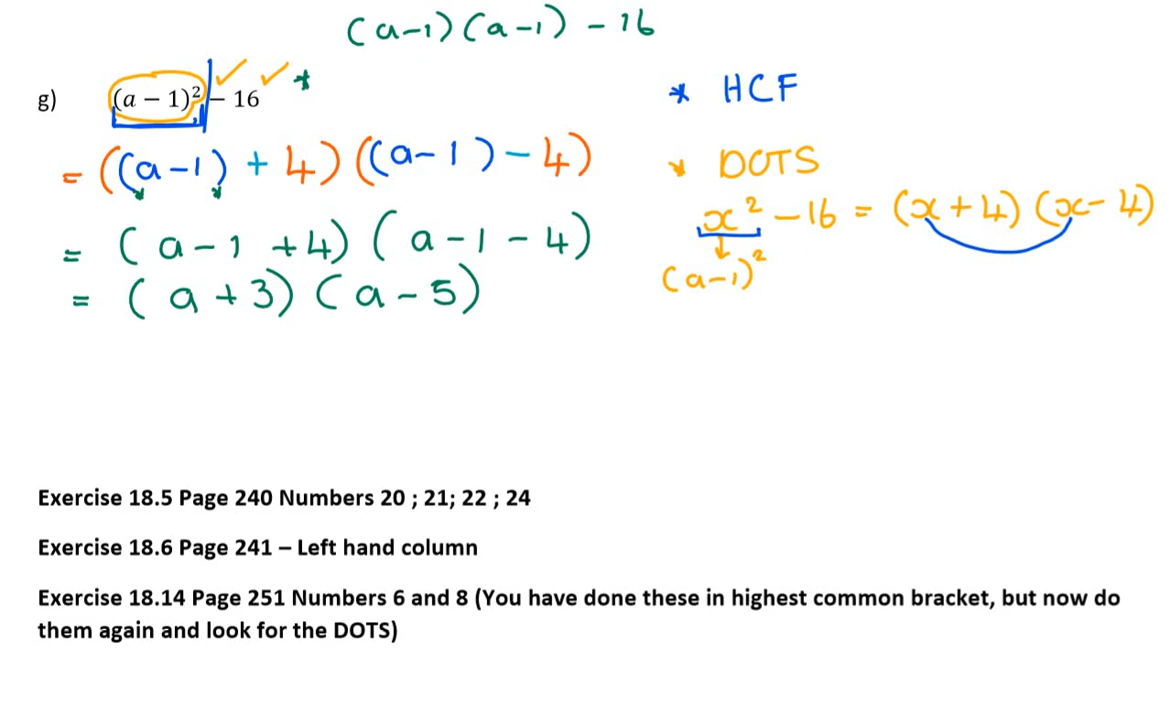 (a-1)(a-1) - 16
g) (a − 1)² − 16
* HCF
= ((a-1) + 4)((a-1) - 4)
* DOTS
x² - 16 = (x + 4)(x - 4)
= (a - 1 + 4)(a - 1 - 4)
(a-1)²
= (a + 3)(a - 5)
Exercise 18.5 Page 240 Numbers 20 ; 21; 22 ; 24
Exercise 18.6 Page 241 – Left hand column
Exercise 18.14 Page 251 Numbers 6 and 8 (You have done these in highest common bracket, but now do
them again and look for the DOTS)